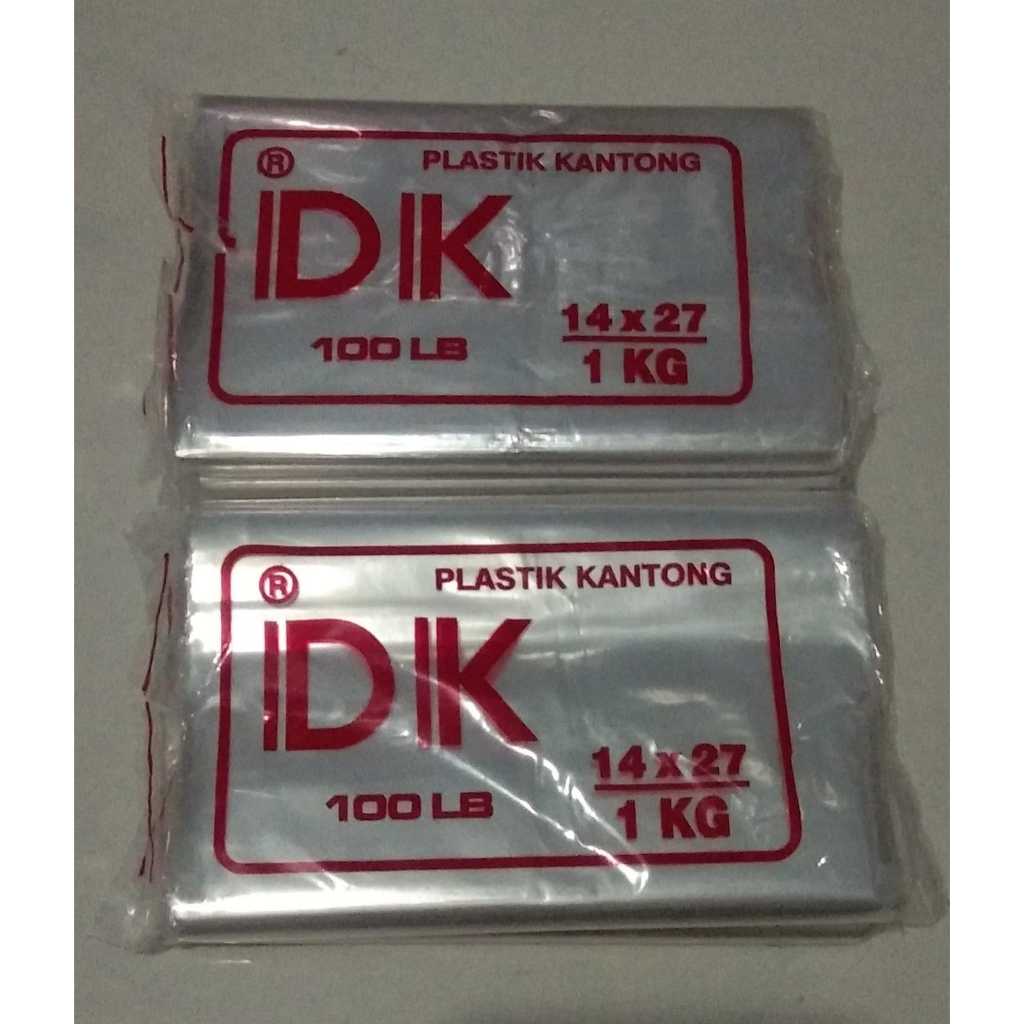 ® PLASTIK KANTONG
DK
100 LB
14 x 27
1 KG
® PLASTIK KANTONG
DK
100 LB
14 x 27
1 KG